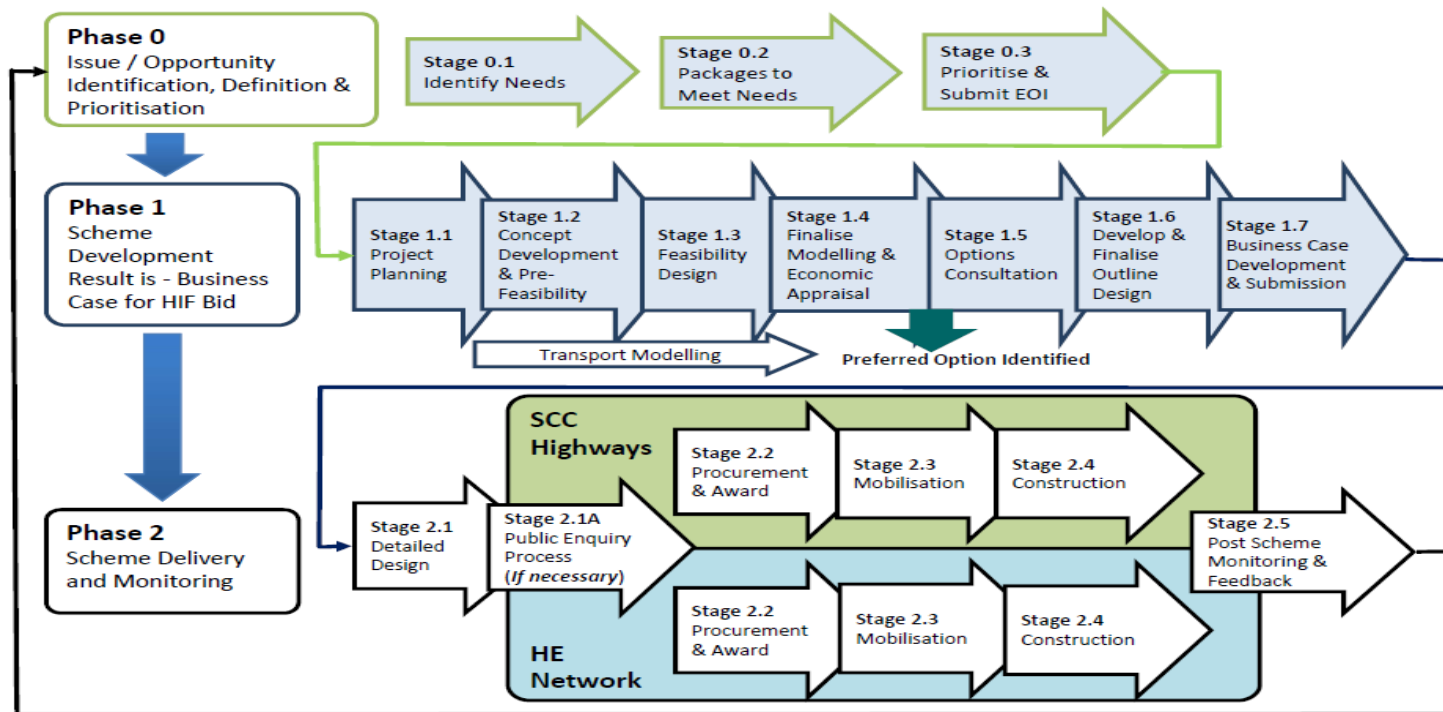 Phase 0
Issue / Opportunity
Identification, Definition &
Prioritisation
Stage 0.1
Identify Needs
Stage 0.2
Packages to
Meet Needs
Stage 0.3
Prioritise &
Submit EOI
Phase 1
Scheme
Development
Result is - Business
Case for HIF Bid
Stage 1.1
Project
Planning
Stage 1.2
Concept
Development
& Pre-
Feasibility
Stage 1.3
Feasibility
Design
Stage 1.4
Finalise
Modelling &
Economic
Appraisal
Stage 1.5
Options
Consultation
Stage 1.6
Develop &
Finalise
Outline
Design
Stage 1.7
Business Case
Development
& Submission
Transport Modelling
Preferred Option Identified
Phase 2
Scheme Delivery
and Monitoring
Stage 2.1
Detailed
Design
Stage 2.1A
Public Enquiry
Process
(If necessary)
SCC
Highways
Stage 2.2
Procurement
& Award
Stage 2.3
Mobilisation
Stage 2.4
Construction
HE
Network
Stage 2.2
Procurement
& Award
Stage 2.3
Mobilisation
Stage 2.4
Construction
Stage 2.5
Post Scheme
Monitoring &
Feedback